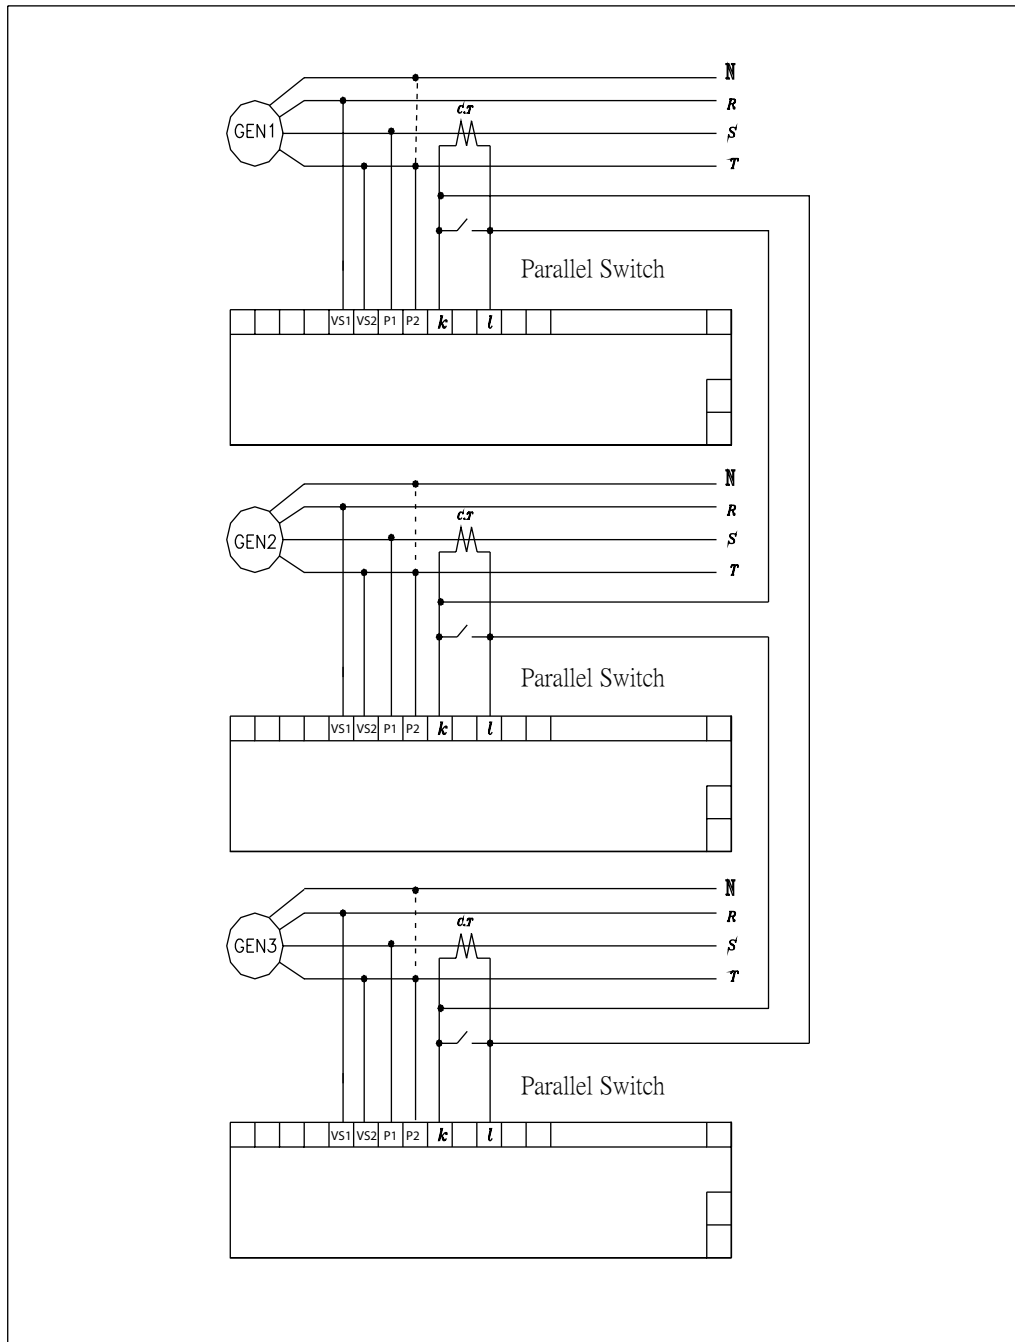 N
R
C.T
GEN1
S
T
Parallel Switch
VS1 VS2 P1 P2 k l
N
R
C.T
GEN2
S
T
Parallel Switch
VS1 VS2 P1 P2 k l
N
R
C.T
GEN3
S
T
Parallel Switch
VS1 VS2 P1 P2 k l